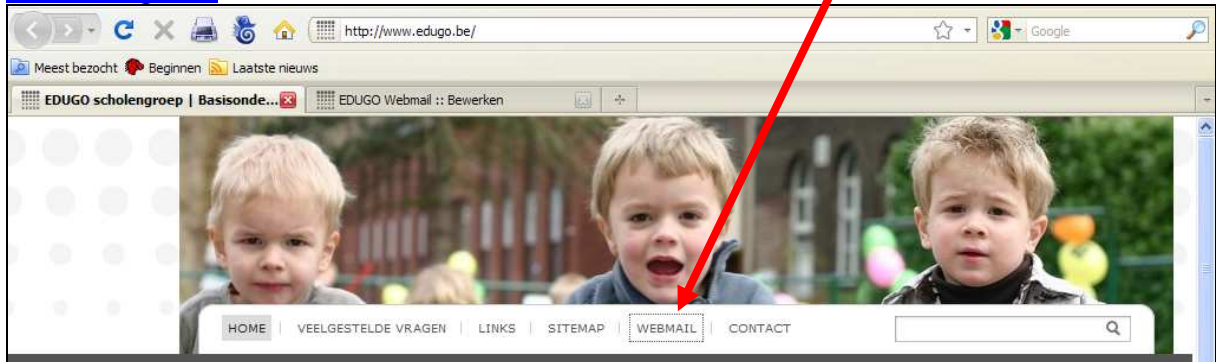 http://www.edugo.be/
Google
Meest bezocht Beginnen Laatste nieuws
EDUGO scholengroep | Basisonde... EDUGO Webmail :: Bewerken
HOME | VEELGESTELDE VRAGEN | LINKS | SITEMAP | WEBMAIL | CONTACT